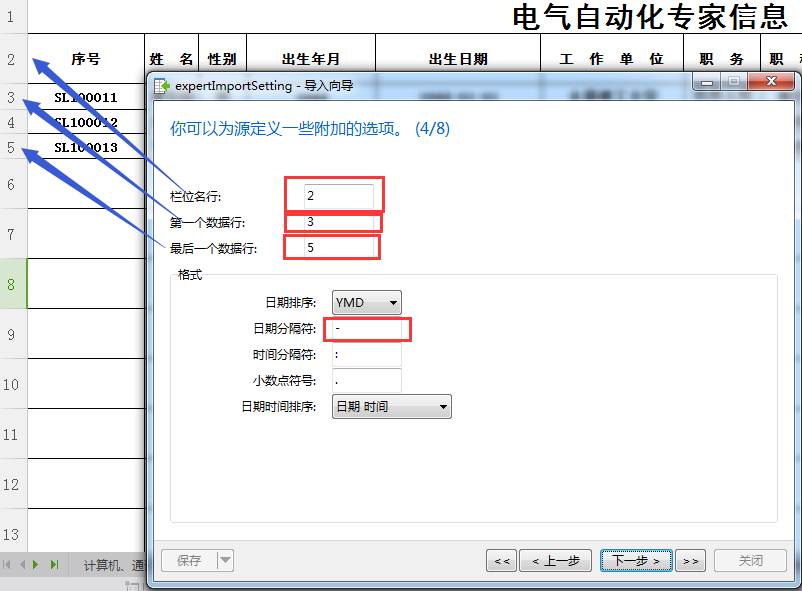 1 电气自动化专家信息
2 序号 姓 名 性别 出生年月 出生日期 工 作 单 位 职 务 职
expertImportSetting - 导入向导
3 SL100011
4 SL100012
你可以为源定义一些附加的选项。 (4/8)
5 SL100013
6
栏位名行: 2
第一个数据行: 3
7
最后一个数据行: 5
格式
8
日期排序: YMD
日期分隔符: -
9
时间分隔符: :
小数点符号: .
10
日期时间排序: 日期 时间
11
12
13
保存 << < 上一步 下一步 > >> 关闭
计算机、通